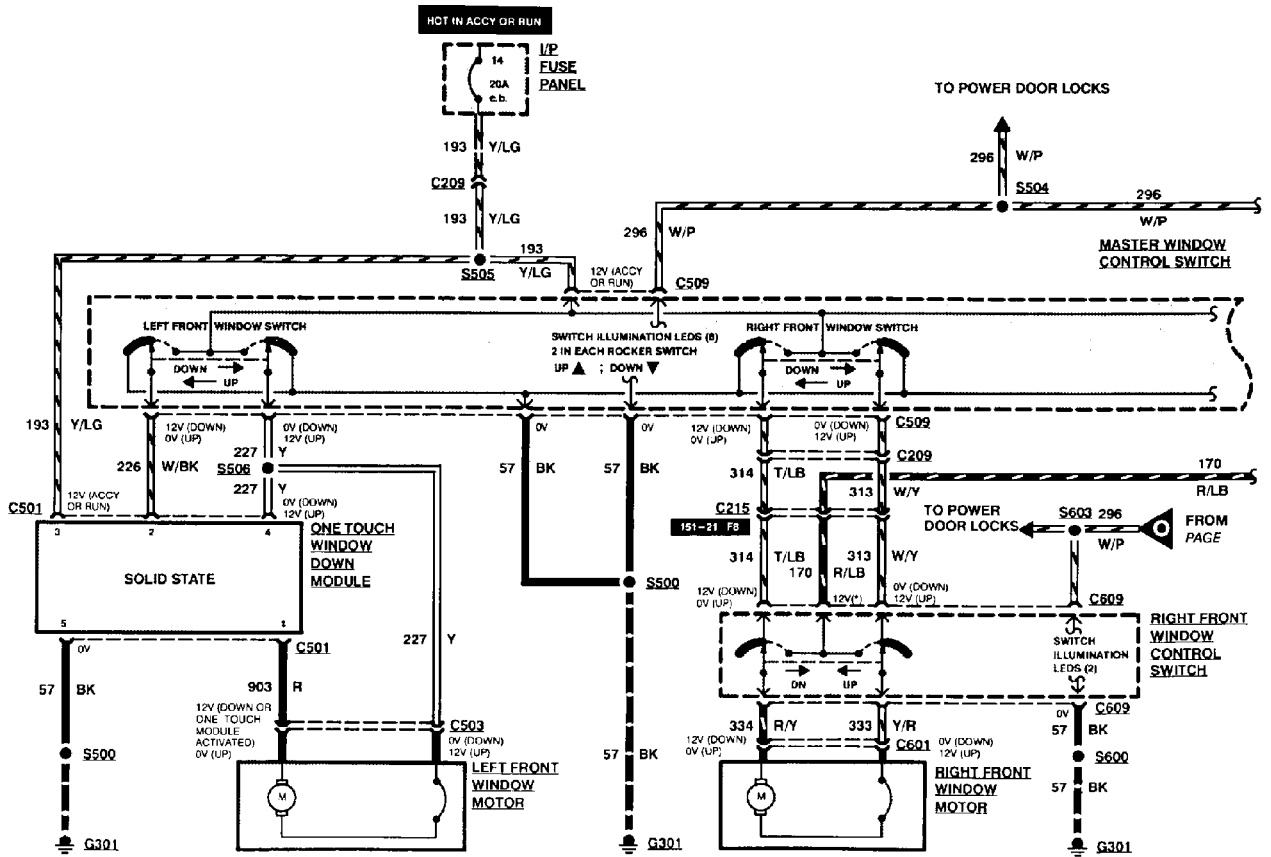 HOT IN ACCY OR RUN
I/P
FUSE
PANEL
14
20A
c.b.
TO POWER DOOR LOCKS
193 Y/LG
C209
193 Y/LG
296 W/P
S504
296
W/P
296 W/P
MASTER WINDOW
CONTROL SWITCH
S505
193
Y/LG
12V (ACCY
OR RUN)
C509
LEFT FRONT WINDOW SWITCH
DOWN
UP
SWITCH ILLUMINATION LEDS (8)
2 IN EACH ROCKER SWITCH
UP ▲ ; DOWN ▼
RIGHT FRONT WINDOW SWITCH
DOWN
UP
193 Y/LG
12V (DOWN)
0V (UP)
0V (DOWN)
12V (UP)
0V
0V
12V (DOWN)
0V (UP)
0V (DOWN)
12V (UP)
C509
226 W/BK
227 Y
S506
227 Y
57 BK
57 BK
C209
314 T/LB
313 W/Y
170
R/LB
C501
12V (ACCY
OR RUN)
0V (DOWN)
12V (UP)
C215
151-21 F8
TO POWER
DOOR LOCKS
S603
296
W/P
FROM
PAGE
3
2
4
SOLID STATE
5
1
ONE TOUCH
WINDOW
DOWN
MODULE
S500
314 T/LB
170 R/LB
313 W/Y
12V (DOWN)
0V (UP)
12V(*)
0V (DOWN)
12V (UP)
C609
0V
C501
227 Y
SWITCH
ILLUMINATION
LEDS (2)
DN
UP
RIGHT FRONT
WINDOW
CONTROL
SWITCH
57 BK
903 R
12V (DOWN OR
ONE TOUCH
MODULE
ACTIVATED)
0V (UP)
C503
0V (DOWN)
12V (UP)
334 R/Y
333 Y/R
0V
C609
57 BK
S500
57 BK
12V (DOWN)
0V (UP)
C601
0V (DOWN)
12V (UP)
S600
57 BK
M
LEFT FRONT
WINDOW
MOTOR
M
RIGHT FRONT
WINDOW
MOTOR
G301
G301
G301